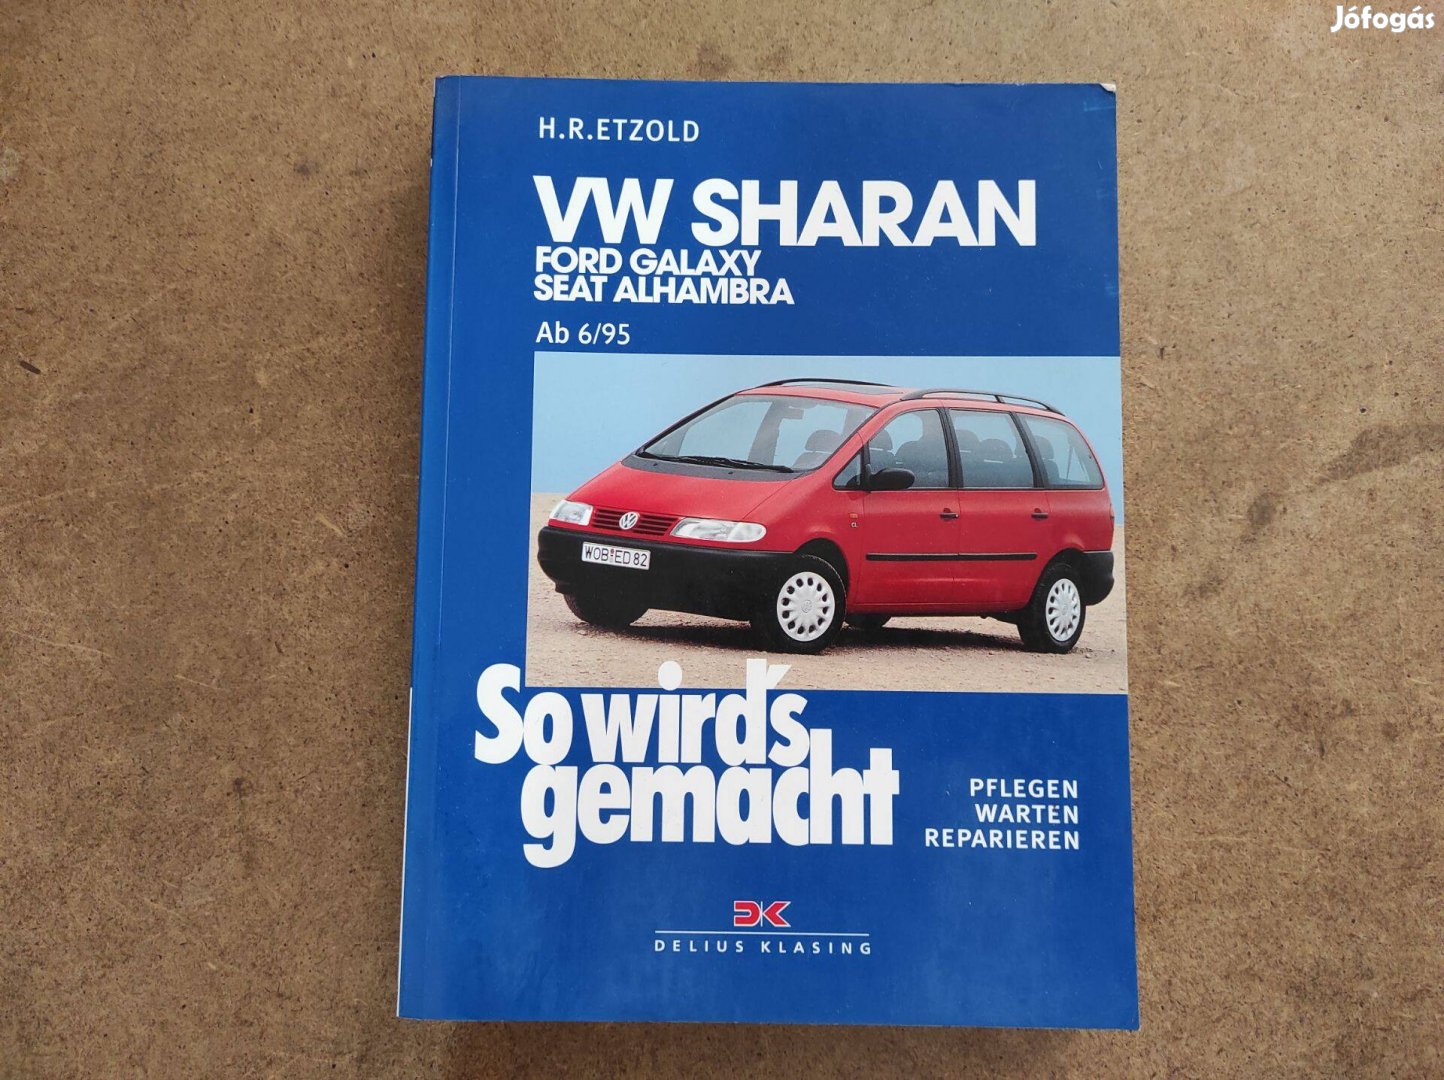 Jófogás
H.R.ETZOLD
VW SHARAN
FORD GALAXY
SEAT ALHAMBRA
Ab 6/95
WOB ED 82
So wird's
gemacht
PFLEGEN
WARTEN
REPARIEREN
DK
DELIUS KLASING